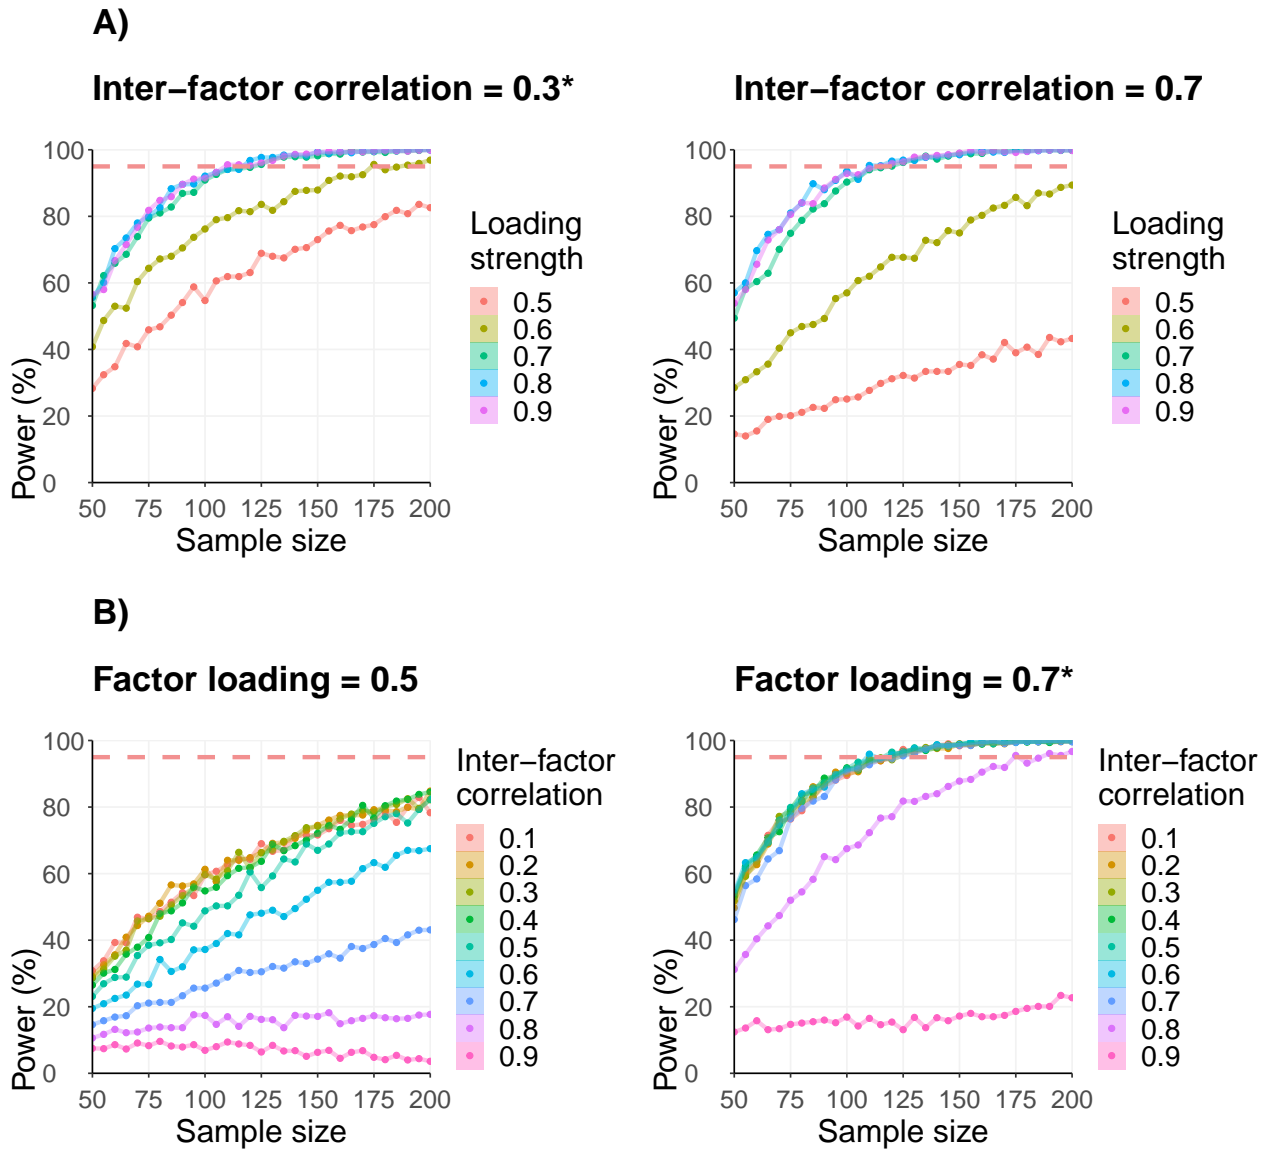 A)
Inter−factor correlation = 0.3*
Inter−factor correlation = 0.7
100
80
60
40
20
0
Power (%)
50 75 100 125 150 175 200
Sample size
Loading
strength
0.5
0.6
0.7
0.8
0.9
100
80
60
40
20
0
Power (%)
50 75 100 125 150 175 200
Sample size
Loading
strength
0.5
0.6
0.7
0.8
0.9
B)
Factor loading = 0.5
Factor loading = 0.7*
100
80
60
40
20
0
Power (%)
50 75 100 125 150 175 200
Sample size
Inter−factor
correlation
0.1
0.2
0.3
0.4
0.5
0.6
0.7
0.8
0.9
100
80
60
40
20
0
Power (%)
50 75 100 125 150 175 200
Sample size
Inter−factor
correlation
0.1
0.2
0.3
0.4
0.5
0.6
0.7
0.8
0.9